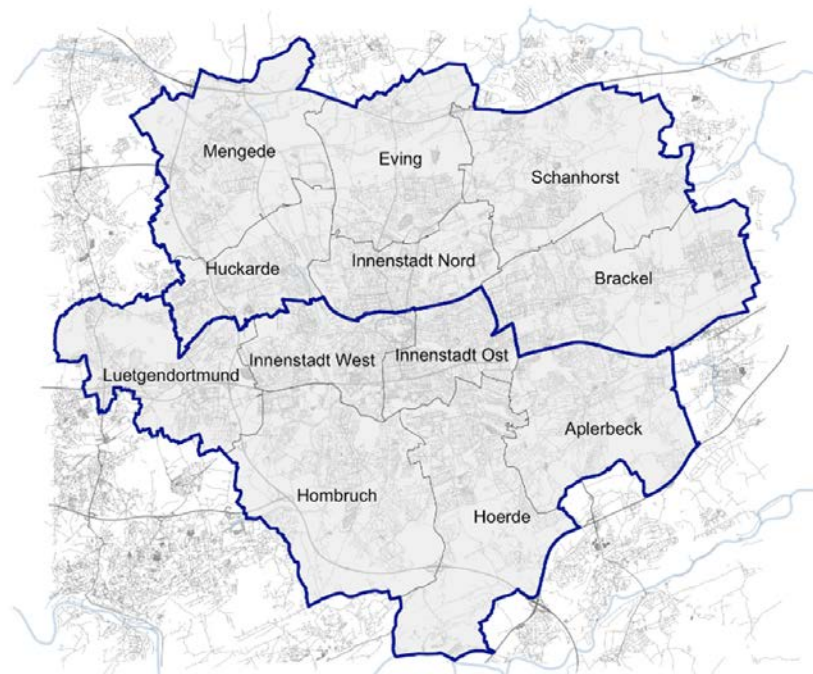 Mengede
Eving
Schanhorst
Huckarde
Innenstadt Nord
Brackel
Luetgendortmund
Innenstadt West
Innenstadt Ost
Aplerbeck
Hombruch
Hoerde